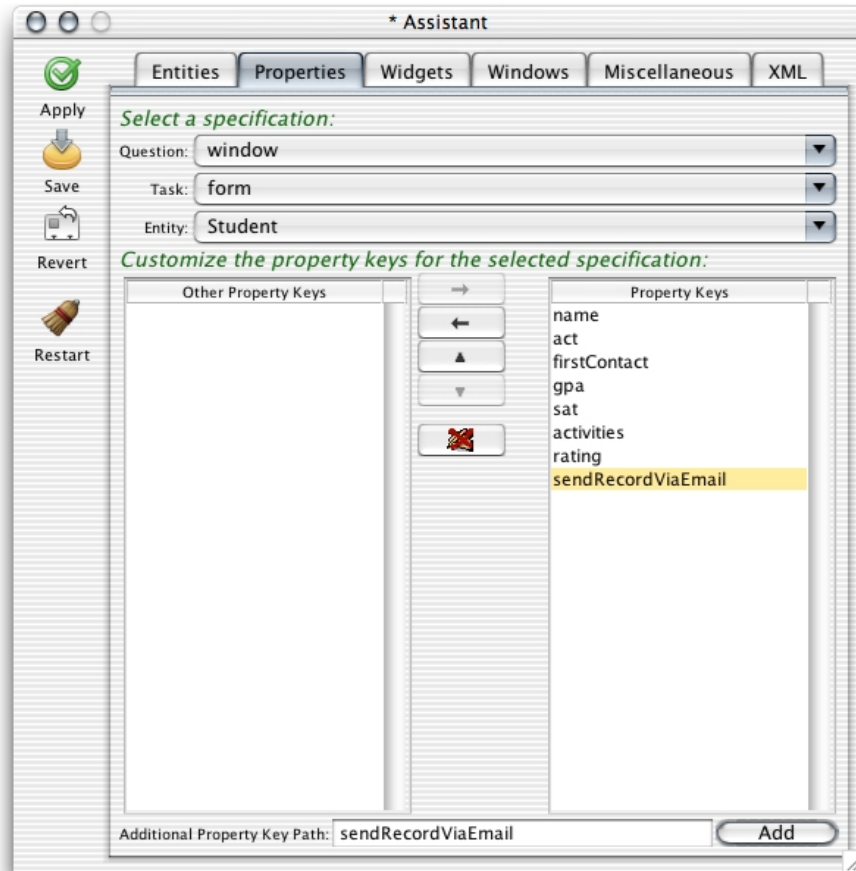 * Assistant
Entities Properties Widgets Windows Miscellaneous XML
Apply
Save
Revert
Restart
Select a specification:
Question: window
Task: form
Entity: Student
Customize the property keys for the selected specification:
Other Property Keys
Property Keys
name
act
firstContact
gpa
sat
activities
rating
sendRecordViaEmail
Additional Property Key Path: sendRecordViaEmail Add